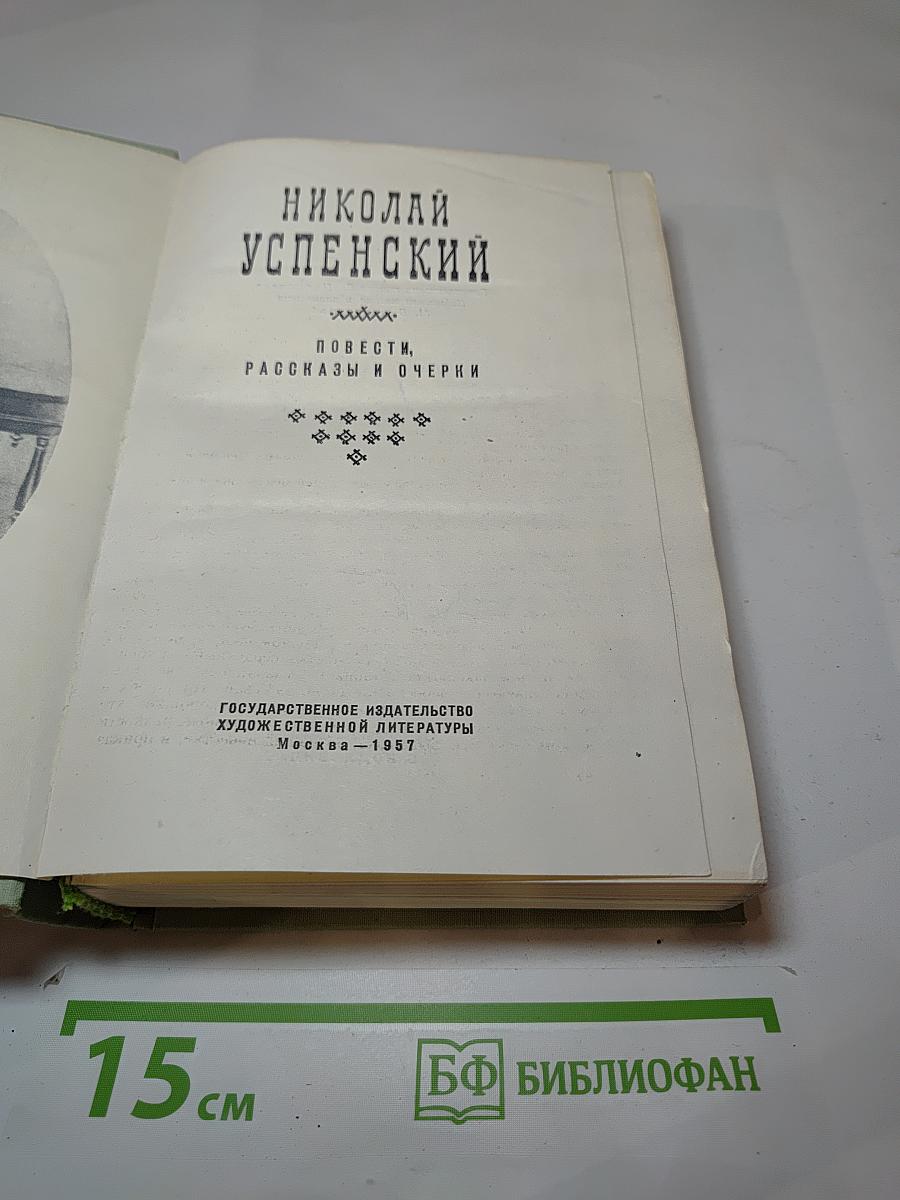 НИКОЛАЙ
УСПЕНСКИЙ
ПОВЕСТИ,
РАССКАЗЫ И ОЧЕРКИ
ГОСУДАРСТВЕННОЕ ИЗДАТЕЛЬСТВО
ХУДОЖЕСТВЕННОЙ ЛИТЕРАТУРЫ
Москва — 1957
15 см
БФ БИБЛИОФАН